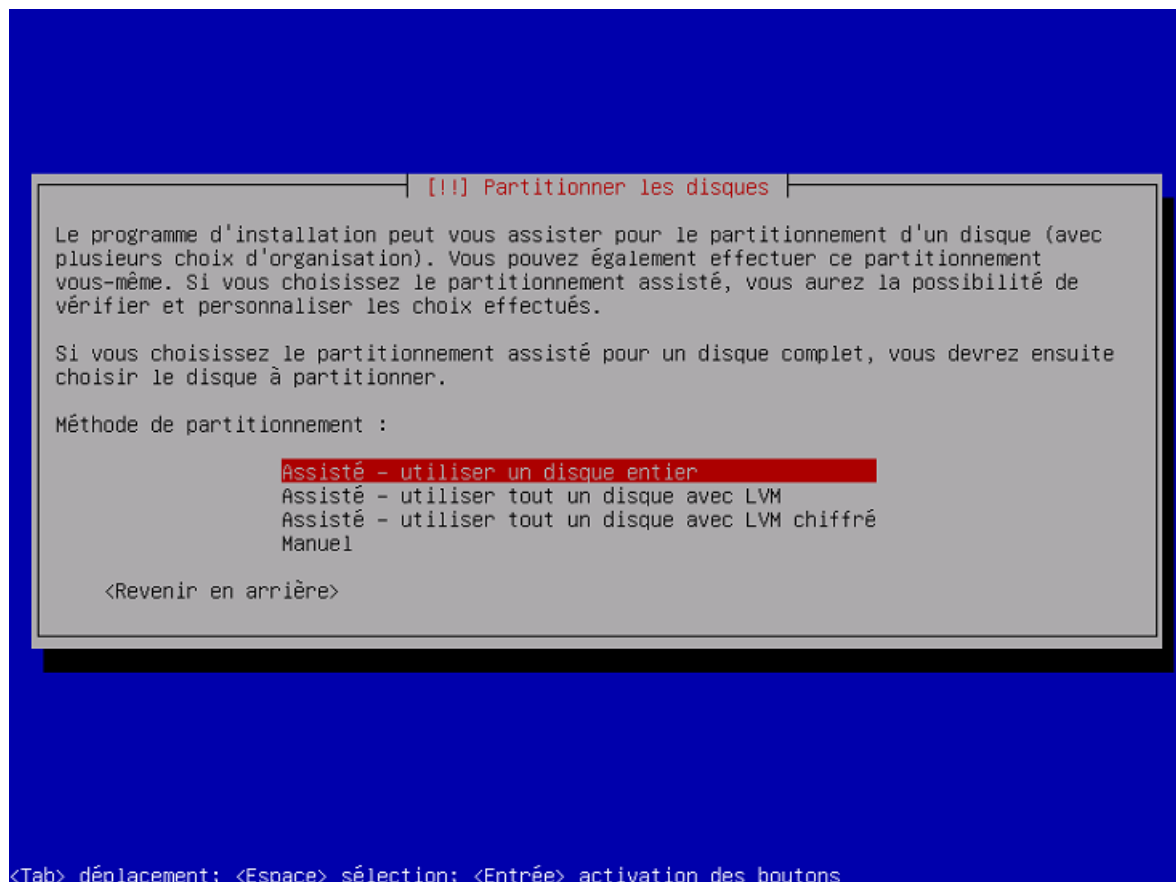 [!!] Partitionner les disques
Le programme d'installation peut vous assister pour le partitionnement d'un disque (avec
plusieurs choix d'organisation). Vous pouvez également effectuer ce partitionnement
vous-même. Si vous choisissez le partitionnement assisté, vous aurez la possibilité de
vérifier et personnaliser les choix effectués.
Si vous choisissez le partitionnement assisté pour un disque complet, vous devrez ensuite
choisir le disque à partitionner.
Méthode de partitionnement :
Assisté - utiliser un disque entier
Assisté - utiliser tout un disque avec LVM
Assisté - utiliser tout un disque avec LVM chiffré
Manuel
<Revenir en arrière>
<Tab> déplacement; <Espace> sélection; <Entrée> activation des boutons